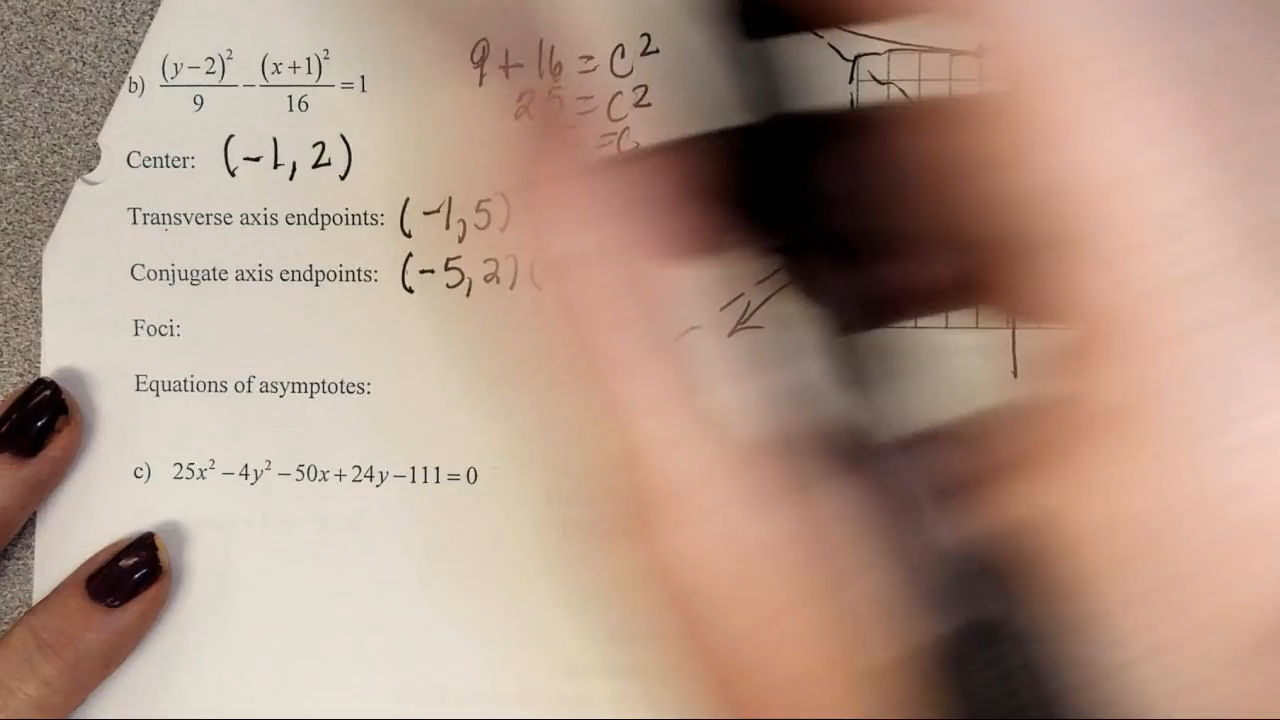 b) (y−2)²/9 − (x+1)²/16 = 1
9 + 16 = C²
25 = C²
=C
Center: (-1, 2)
Transverse axis endpoints: (-1, 5)
Conjugate axis endpoints: (-5, 2) (
Foci:
Equations of asymptotes:
c) 25x² − 4y² − 50x + 24y − 111 = 0